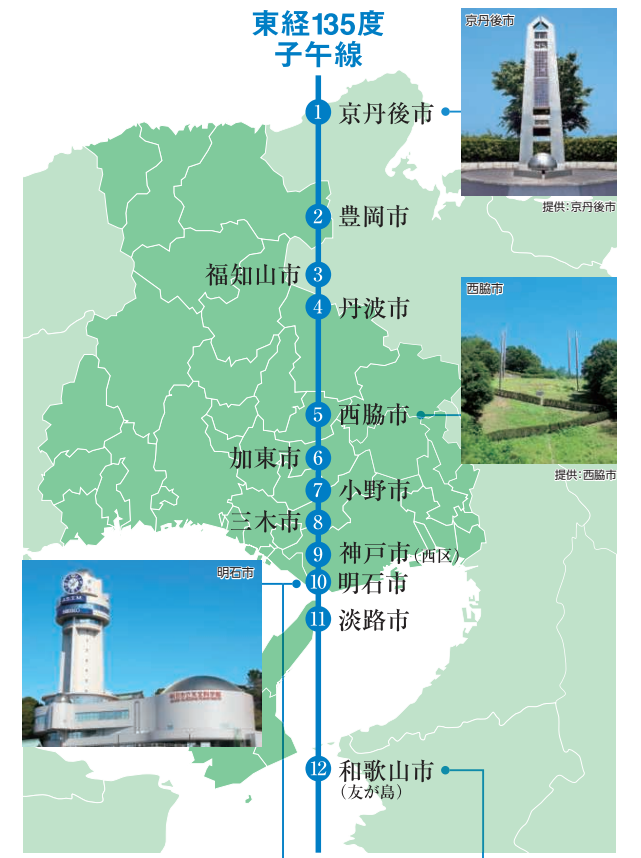 東経135度
子午線
京丹後市
1 京丹後市
提供：京丹後市
2 豊岡市
福知山市 3
4 丹波市
西脇市
5 西脇市
提供：西脇市
加東市 6
7 小野市
三木市 8
9 神戸市（西区）
明石市
10 明石市
11 淡路市
12 和歌山市
（友が島）